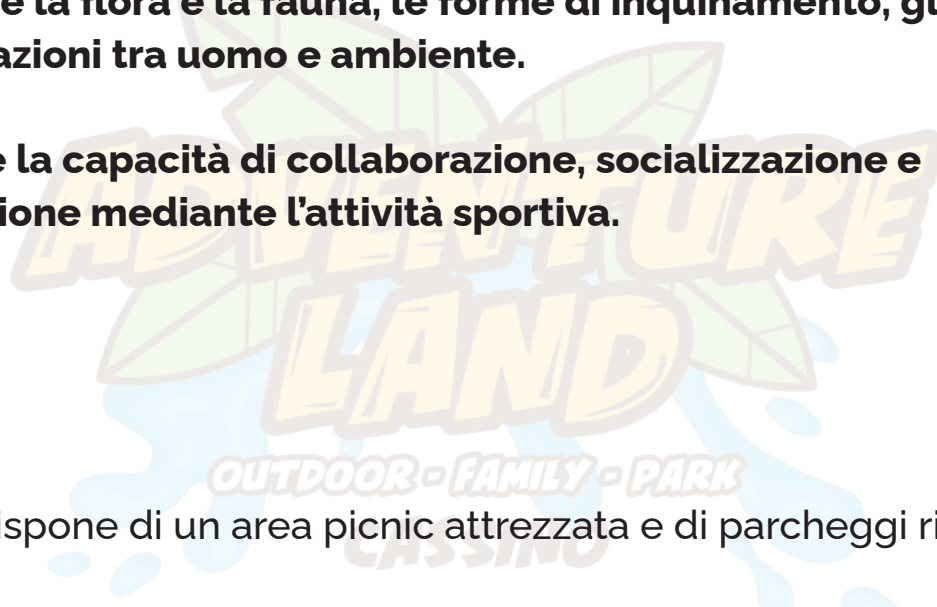 e la flora e la fauna, le forme di inquinamento, gl
azioni tra uomo e ambiente.
e la capacità di collaborazione, socializzazione e
ione mediante l’attività sportiva.
ADVENTURE
LAND
OUTDOOR - FAMILY - PARK
ispone di un area picnic attrezzata e di parcheggi ri
CASSINO